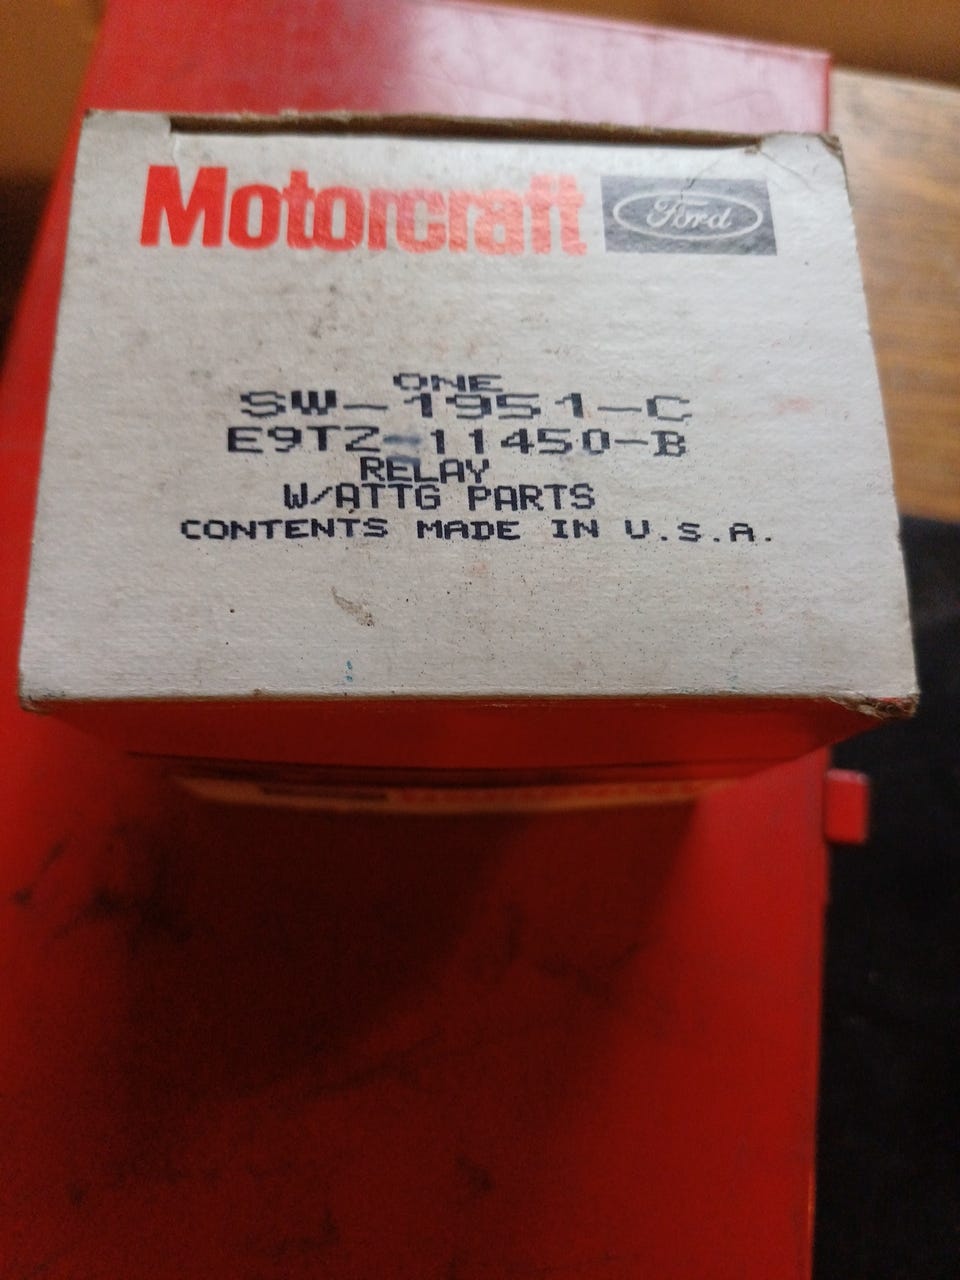 Motorcraft Ford
ONE
SW-1951-C
E9TZ-11450-B
RELAY
W/ATTG PARTS
CONTENTS MADE IN U.S.A.